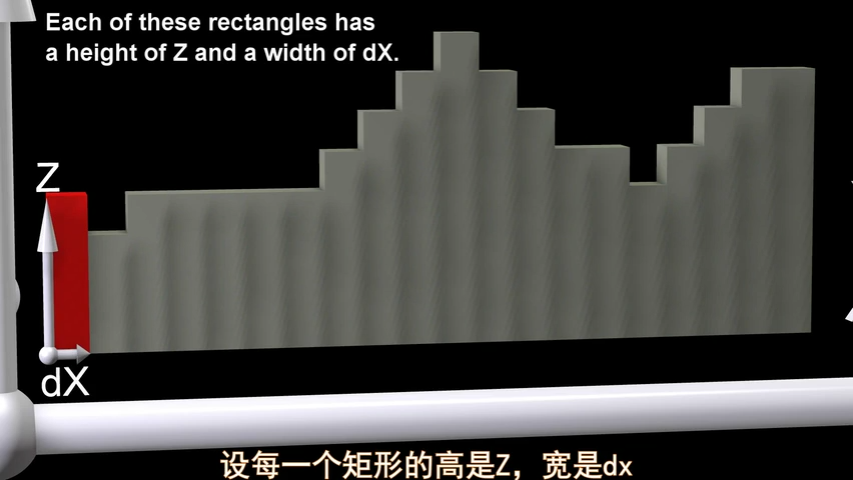 Each of these rectangles has
a height of Z and a width of dX.
Z
dX
设每一个矩形的高是Z，宽是dx